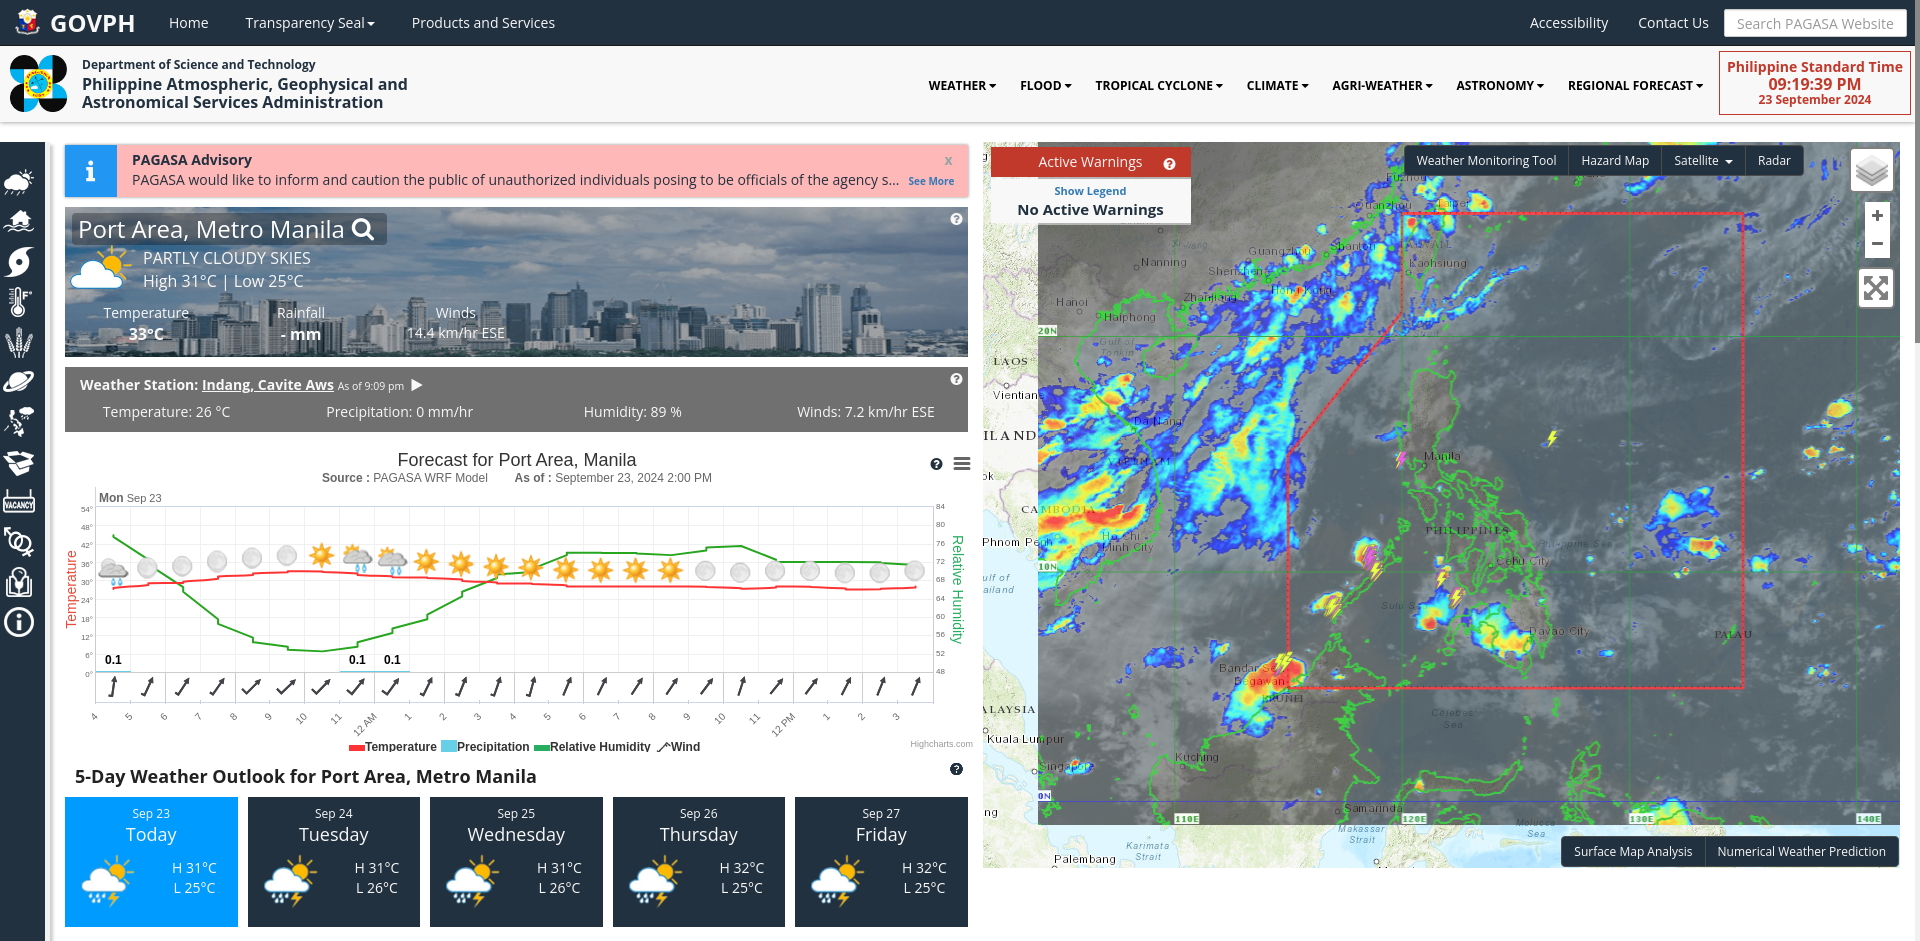 GOVPH
Home
Transparency Seal
Products and Services
Accessibility
Contact Us
Search PAGASA Website
Department of Science and Technology
Philippine Atmospheric, Geophysical and
Astronomical Services Administration
WEATHER
FLOOD
TROPICAL CYCLONE
CLIMATE
AGRI-WEATHER
ASTRONOMY
REGIONAL FORECAST
Philippine Standard Time
09:19:39 PM
23 September 2024
PAGASA Advisory
x
PAGASA would like to inform and caution the public of unauthorized individuals posing to be officials of the agency s... See More
Port Area, Metro Manila
PARTLY CLOUDY SKIES
High 31°C | Low 25°C
Temperature
Rainfall
Winds
33°C
- mm
14.4 km/hr ESE
Weather Station: Indang, Cavite Aws As of 9:09 pm
Temperature: 26 °C
Precipitation: 0 mm/hr
Humidity: 89 %
Winds: 7.2 km/hr ESE
Forecast for Port Area, Manila
Source : PAGASA WRF Model As of : September 23, 2024 2:00 PM
Mon Sep 23
54°
48°
42°
36°
30°
24°
18°
12°
6°
0°
Temperature
84
80
76
72
68
64
60
56
52
48
Relative Humidity
0.1
0.1
0.1
4
5
6
7
8
9
10
11
12 AM
1
2
3
4
5
6
7
8
9
10
11
12 PM
1
2
3
Temperature
Precipitation
Relative Humidity
Wind
Highcharts.com
5-Day Weather Outlook for Port Area, Metro Manila
Sep 23
Today
H 31°C
L 25°C
Sep 24
Tuesday
H 31°C
L 26°C
Sep 25
Wednesday
H 31°C
L 26°C
Sep 26
Thursday
H 32°C
L 25°C
Sep 27
Friday
H 32°C
L 25°C
VACANCY
Active Warnings
Show Legend
No Active Warnings
Weather Monitoring Tool
Hazard Map
Satellite
Radar
+
−
Guangzhou
Shantou
Kaohsiung
Nanning
Shenzhen
Hong Kong
Zhanjiang
Hanoi
Haiphong
20N
Gulf of
Tonkin
LAOS
Vientiane
Da Nang
VIETNAM
Manila
CAMBODIA
Phnom Penh
Ho Chi
Minh City
PHILIPPINES
Philippine Sea
Cebu City
10N
Davao City
PALAU
Bandar Seri
Begawan
BRUNEI
Celebes
Sea
Kuala Lumpur
Kuching
Singapore
0N
Samarinda
110E
120E
130E
140E
Makassar
Strait
Molucca
Sea
Karimata
Strait
Palembang
Surface Map Analysis
Numerical Weather Prediction